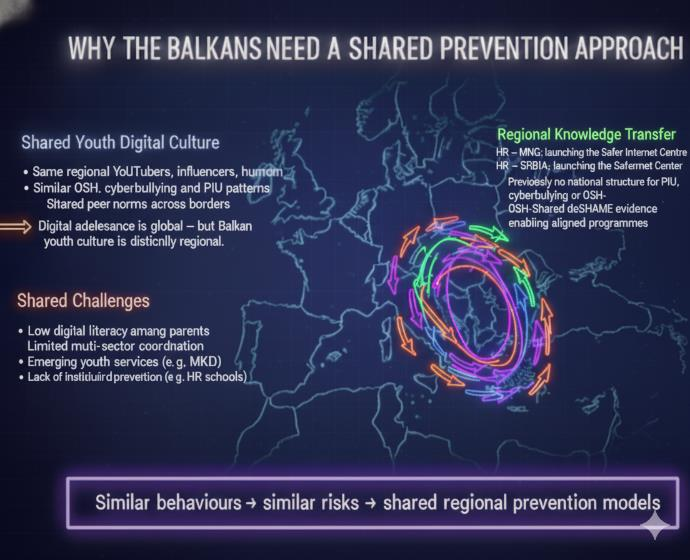 WHY THE BALKANS NEED A SHARED PREVENTION APPROACH
Shared Youth Digital Culture
• Same regional YoUTubers, influencers, humom
• Similar OSH. cyberbullying and PIU patterns
Shared peer norms across borders
Digital adelesance is global – but Balkan
youth culture is disticnlly regional.
Shared Challenges
• Low digital literacy amang parents
Limited muti-sector coordnation
• Emerging youth services (e.g, MKD)
• Lack of prevention (e g. HR schools)
Regional Knowledge Transfer
HR – MNG: launching the Safer Internet Centre
HR – SRBIA: launching the Safernet Center
Previoesly no national structure for PIU,
cyberbulying or OSH-
OSH-Shared deSHAME evidence
enabiing aligned programmes
Similar behaviours → similar risks → shared regional prevention models